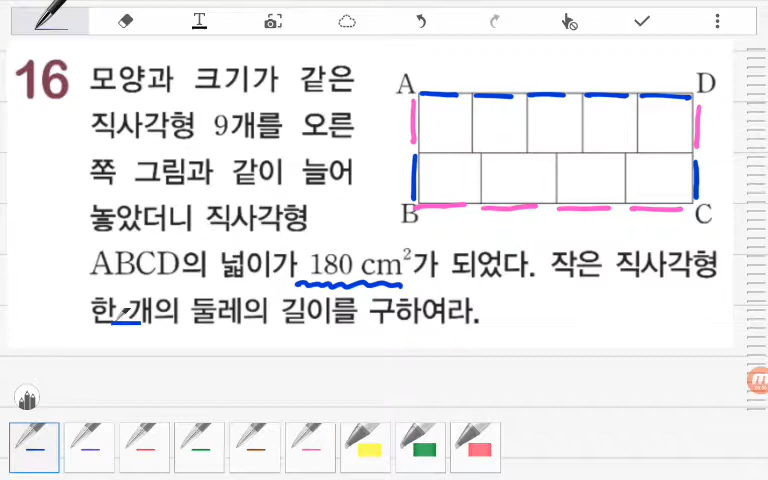 T
16 모양과 크기가 같은
직사각형 9개를 오른
쪽 그림과 같이 늘어
놓았더니 직사각형
ABCD의 넓이가 180 cm²가 되었다. 작은 직사각형
한 개의 둘레의 길이를 구하여라.
A
D
B
C